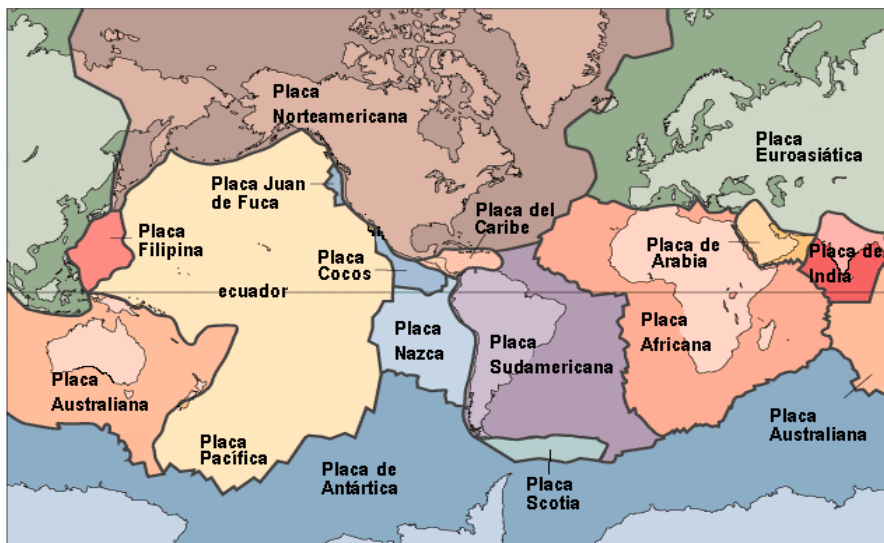 Placa
Norteamericana
Placa
Euroasiática
Placa Juan
de Fuca
Placa del
Caribe
Placa
Filipina
Placa
Cocos
Placa de
Arabia
Placa de
India
ecuador
Placa
Nazca
Placa
Sudamericana
Placa
Africana
Placa
Australiana
Placa
Australiana
Placa
Pacífica
Placa de
Antártica
Placa
Scotia